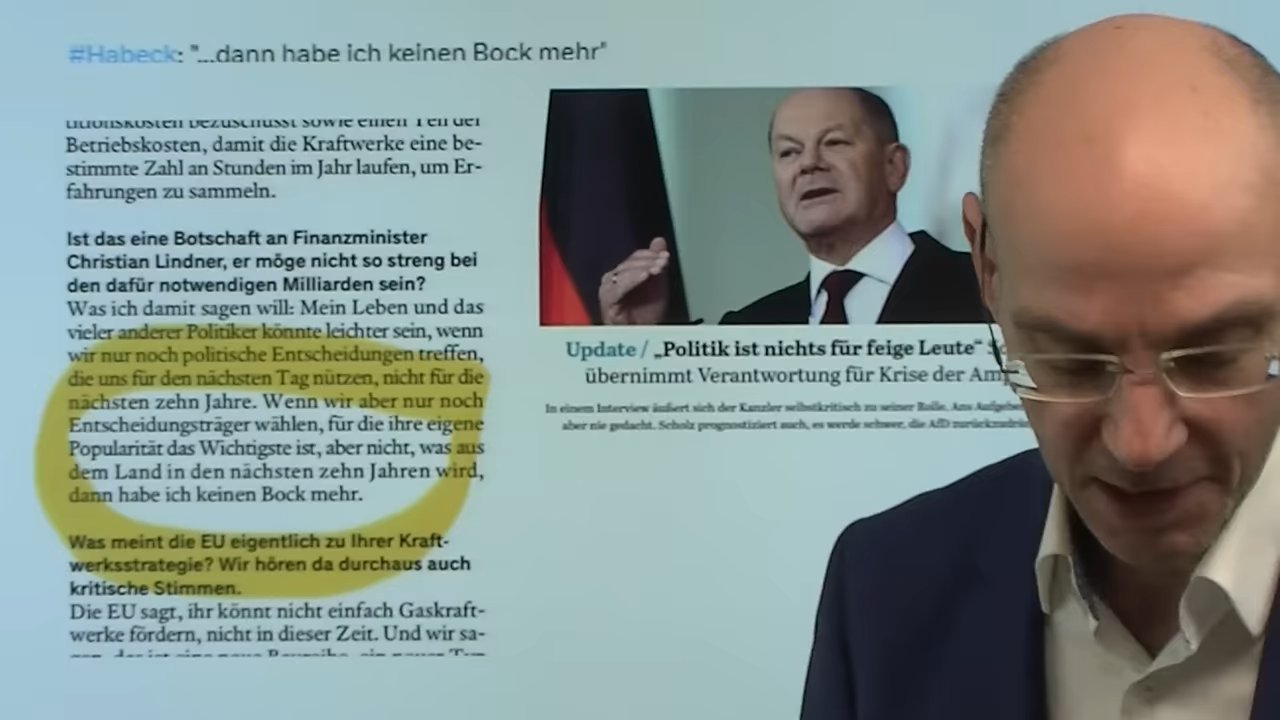 #Habeck: "...dann habe ich keinen Bock mehr"
Betriebskosten, damit die Kraftwerke eine be-
stimmte Zahl an Stunden im Jahr laufen, um Er-
fahrungen zu sammeln.
Ist das eine Botschaft an Finanzminister
Christian Lindner, er möge nicht so streng bei
den dafür notwendigen Milliarden sein?
Was ich damit sagen will: Mein Leben und das
vieler anderer Politiker könnte leichter sein, wenn
wir nur noch politische Entscheidungen treffen,
die uns für den nächsten Tag nützen, nicht für die
nächsten zehn Jahre. Wenn wir aber nur noch
Entscheidungsträger wählen, für die ihre eigene
Popularität das Wichtigste ist, aber nicht, was aus
dem Land in den nächsten zehn Jahren wird,
dann habe ich keinen Bock mehr.
Was meint die EU eigentlich zu Ihrer Kraft-
werksstrategie? Wir hören da durchaus auch
kritische Stimmen.
Die EU sagt, ihr könnt nicht einfach Gaskraft-
werke fördern, nicht in dieser Zeit. Und wir sa-
Update / „Politik ist nichts für feige Leute"
übernimmt Verantwortung für Krise der
In einem Interview äußert sich der Kanzler selbstkritisch zu seiner Rolle. Ans
aber nie gedacht. Scholz prognostiziert auch, es werde schwer, die AfD